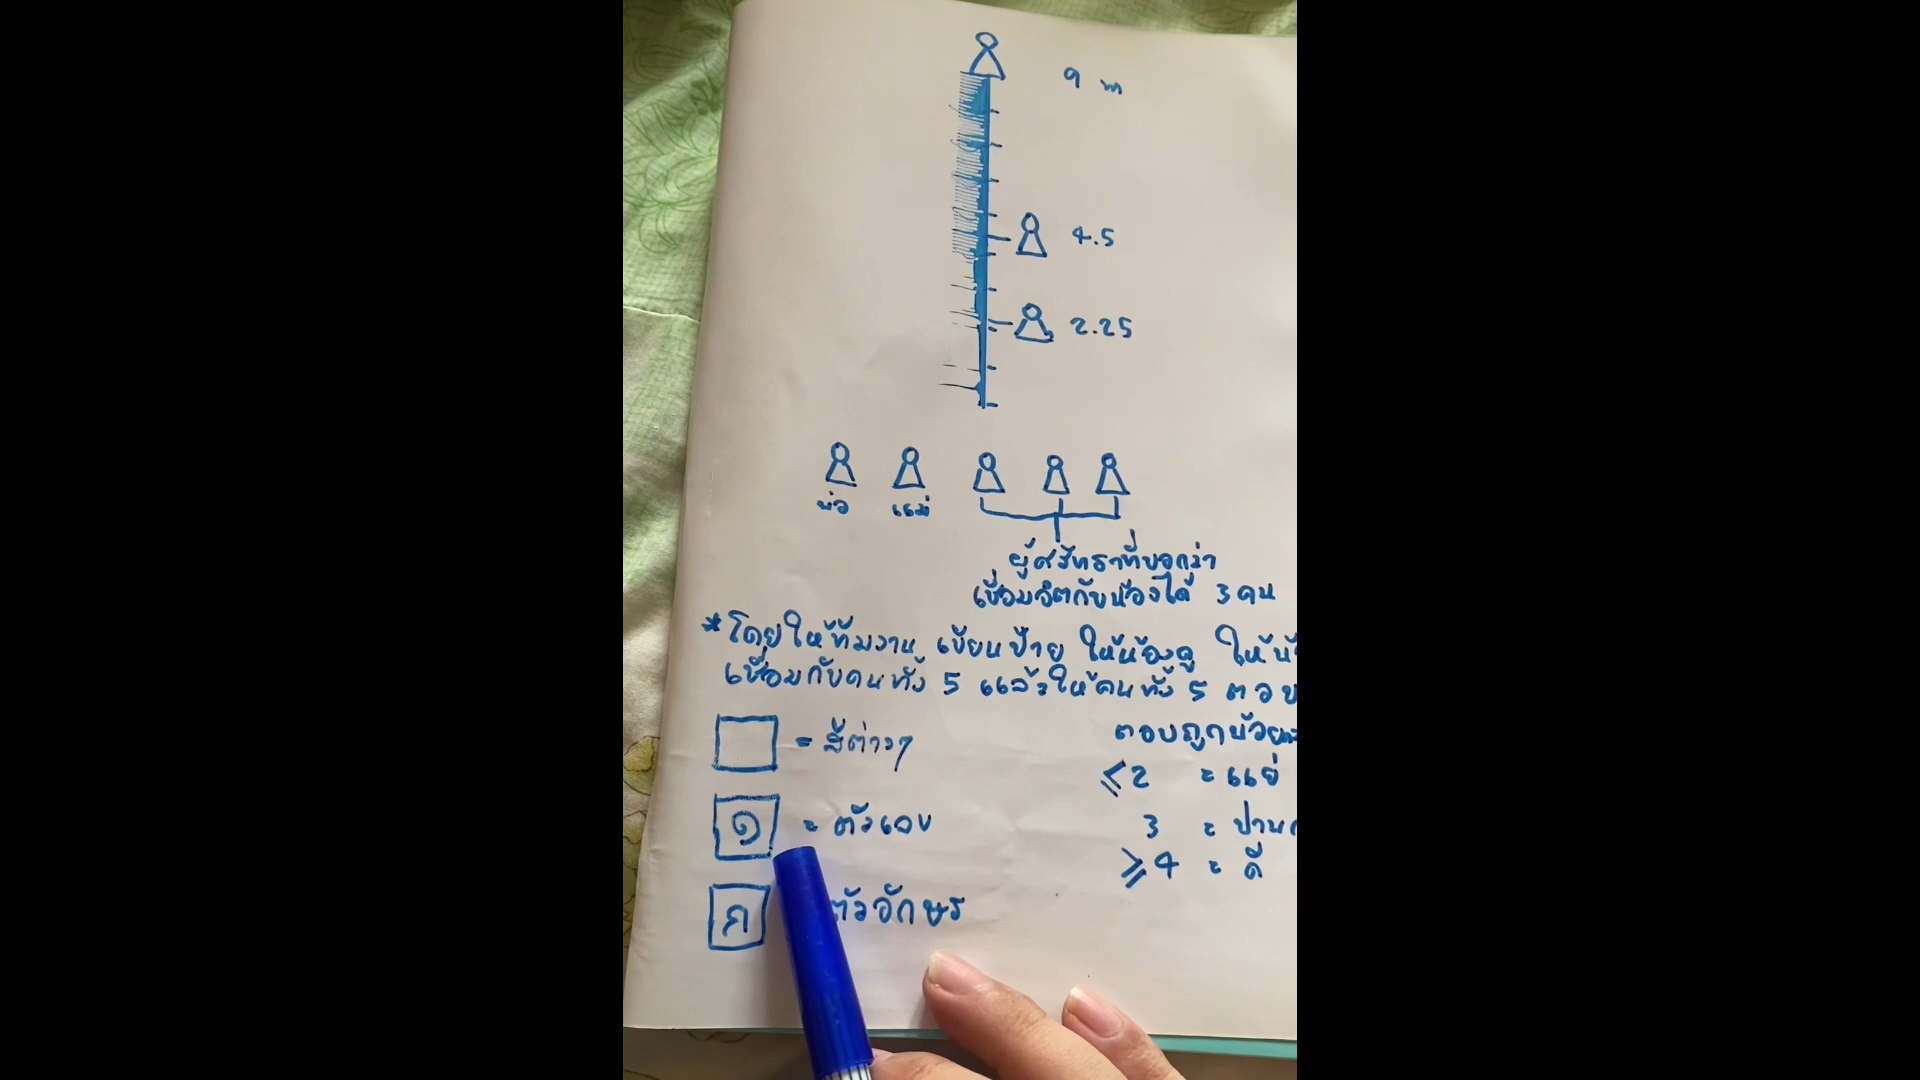 9 m
4.5
2.25
พ่อ แม่
ผู้ศรัทธาที่บอกว่า
เชื่อมจิตกับน้องได้ 3 คน
*โดยให้ทีมงาน เขียนป้าย ให้น้องดู ให้
เชื่อมกับคนทั้ง 5 แล้วให้คนทั้ง 5 ตอบ
= สีต่างๆ
ตอบถูกน้อย
≤2 = แย่
๑ = ตัวเลข
3 = ปาน
≥4 = ดี
ก ตัวอักษร